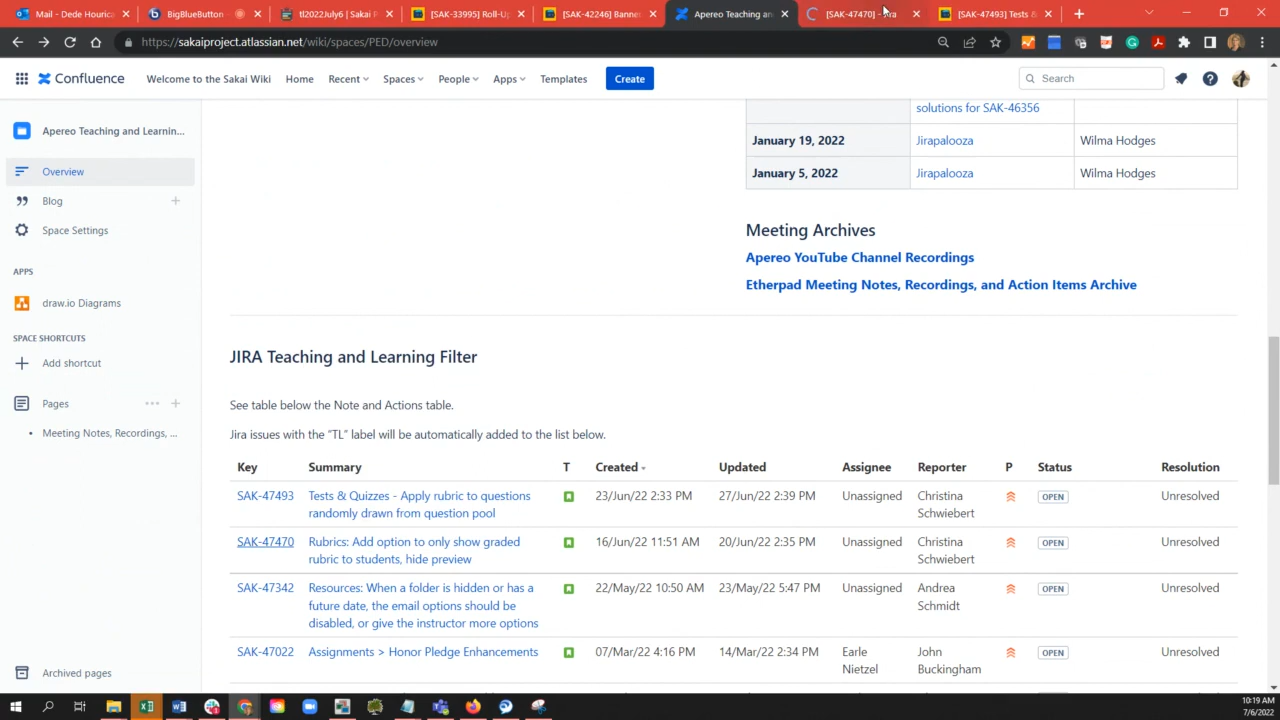 Mail - Dede Hourica
BigBlueButton
tl2022July6 | Sakai P
[SAK-33995] Roll-Up
[SAK-42246] Banner
Apereo Teaching and
[SAK-47470] - Jira
[SAK-47493] Tests &
https://sakaiproject.atlassian.net/wiki/spaces/PED/overview
Confluence
Welcome to the Sakai Wiki
Home
Recent
Spaces
People
Apps
Templates
Create
Search
Apereo Teaching and Learnin...
Overview
Blog
Space Settings
APPS
draw.io Diagrams
SPACE SHORTCUTS
Add shortcut
Pages
Meeting Notes, Recordings, ...
Archived pages
solutions for SAK-46356
January 19, 2022 Jirapalooza Wilma Hodges
January 5, 2022 Jirapalooza Wilma Hodges
Meeting Archives
Apereo YouTube Channel Recordings
Etherpad Meeting Notes, Recordings, and Action Items Archive
JIRA Teaching and Learning Filter
See table below the Note and Actions table.
Jira issues with the "TL" label will be automatically added to the list below.
Key Summary T Created Updated Assignee Reporter P Status Resolution
SAK-47493 Tests & Quizzes - Apply rubric to questions 23/Jun/22 2:33 PM 27/Jun/22 2:39 PM Unassigned Christina OPEN Unresolved
randomly drawn from question pool Schwiebert
SAK-47470 Rubrics: Add option to only show graded 16/Jun/22 11:51 AM 20/Jun/22 2:35 PM Unassigned Christina OPEN Unresolved
rubric to students, hide preview Schwiebert
SAK-47342 Resources: When a folder is hidden or has a 22/May/22 10:50 AM 23/May/22 5:47 PM Unassigned Andrea OPEN Unresolved
future date, the email options should be Schmidt
disabled, or give the instructor more options
SAK-47022 Assignments > Honor Pledge Enhancements 07/Mar/22 4:16 PM 14/Mar/22 2:34 PM Earle John OPEN Unresolved
Nietzel Buckingham
10:19 AM
7/6/2022